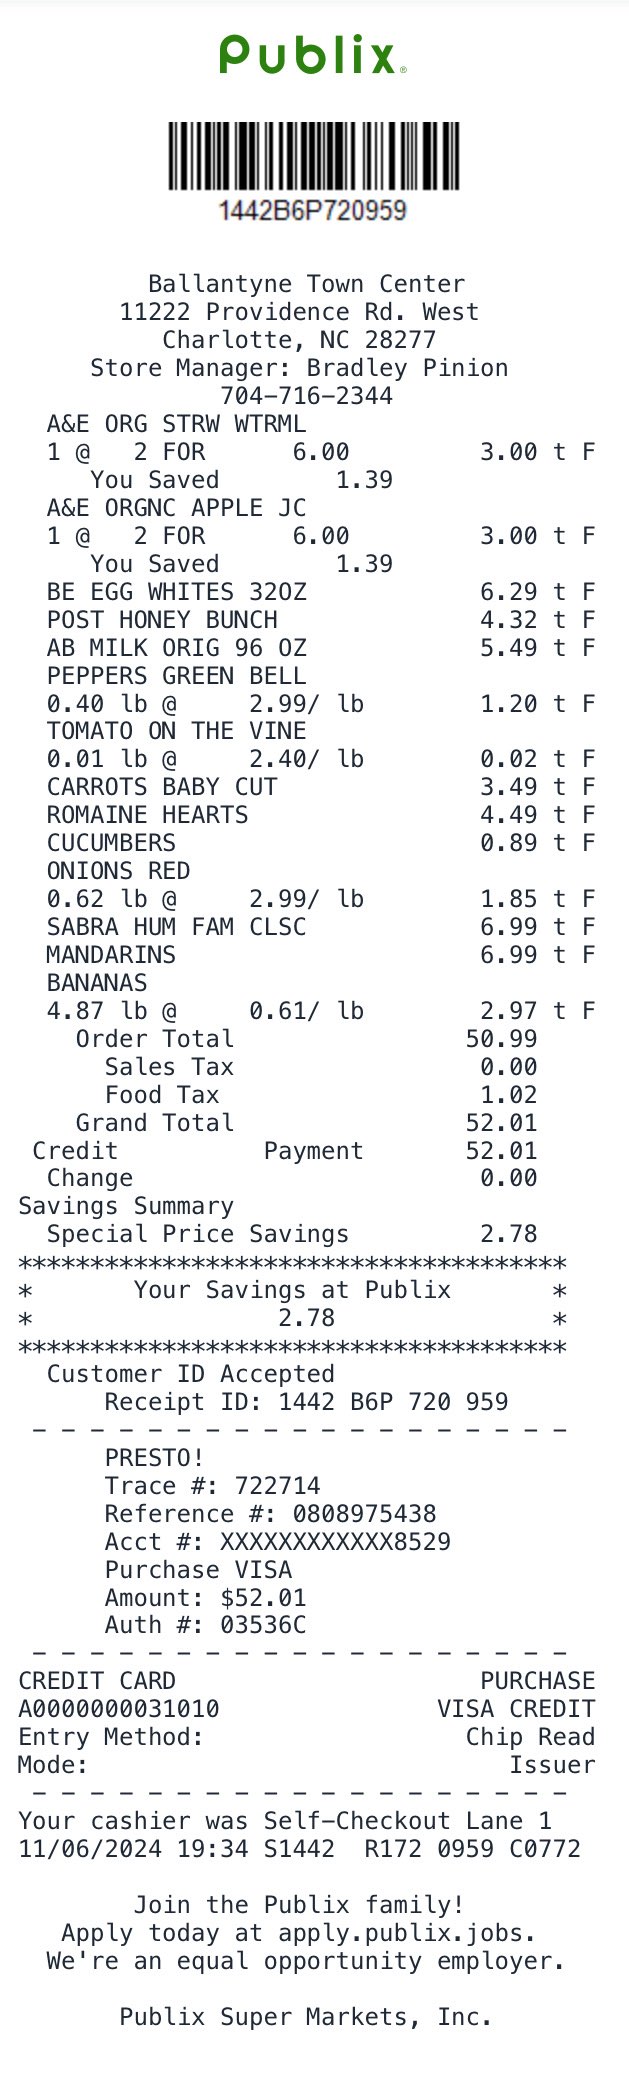 Publix®
1442B6P720959
Ballantyne Town Center
11222 Providence Rd. West
Charlotte, NC 28277
Store Manager: Bradley Pinion
704-716-2344
A&E ORG STRW WTRML
1 @ 2 FOR 6.00 3.00 t F
You Saved 1.39
A&E ORGNC APPLE JC
1 @ 2 FOR 6.00 3.00 t F
You Saved 1.39
BE EGG WHITES 32OZ 6.29 t F
POST HONEY BUNCH 4.32 t F
AB MILK ORIG 96 OZ 5.49 t F
PEPPERS GREEN BELL
0.40 lb @ 2.99/ lb 1.20 t F
TOMATO ON THE VINE
0.01 lb @ 2.40/ lb 0.02 t F
CARROTS BABY CUT 3.49 t F
ROMAINE HEARTS 4.49 t F
CUCUMBERS 0.89 t F
ONIONS RED
0.62 lb @ 2.99/ lb 1.85 t F
SABRA HUM FAM CLSC 6.99 t F
MANDARINS 6.99 t F
BANANAS
4.87 lb @ 0.61/ lb 2.97 t F
Order Total 50.99
Sales Tax 0.00
Food Tax 1.02
Grand Total 52.01
Credit Payment 52.01
Change 0.00
Savings Summary
Special Price Savings 2.78
**************************************
* Your Savings at Publix *
* 2.78 *
**************************************
Customer ID Accepted
Receipt ID: 1442 B6P 720 959
- - - - - - - - - - - - - - - - - - -
PRESTO!
Trace #: 722714
Reference #: 0808975438
Acct #: XXXXXXXXXXXX8529
Purchase VISA
Amount: $52.01
Auth #: 03536C
- - - - - - - - - - - - - - - - - - -
CREDIT CARD PURCHASE
A0000000031010 VISA CREDIT
Entry Method: Chip Read
Mode: Issuer
- - - - - - - - - - - - - - - - - - -
Your cashier was Self-Checkout Lane 1
11/06/2024 19:34 S1442 R172 0959 C0772
Join the Publix family!
Apply today at apply.publix.jobs.
We're an equal opportunity employer.
Publix Super Markets, Inc.